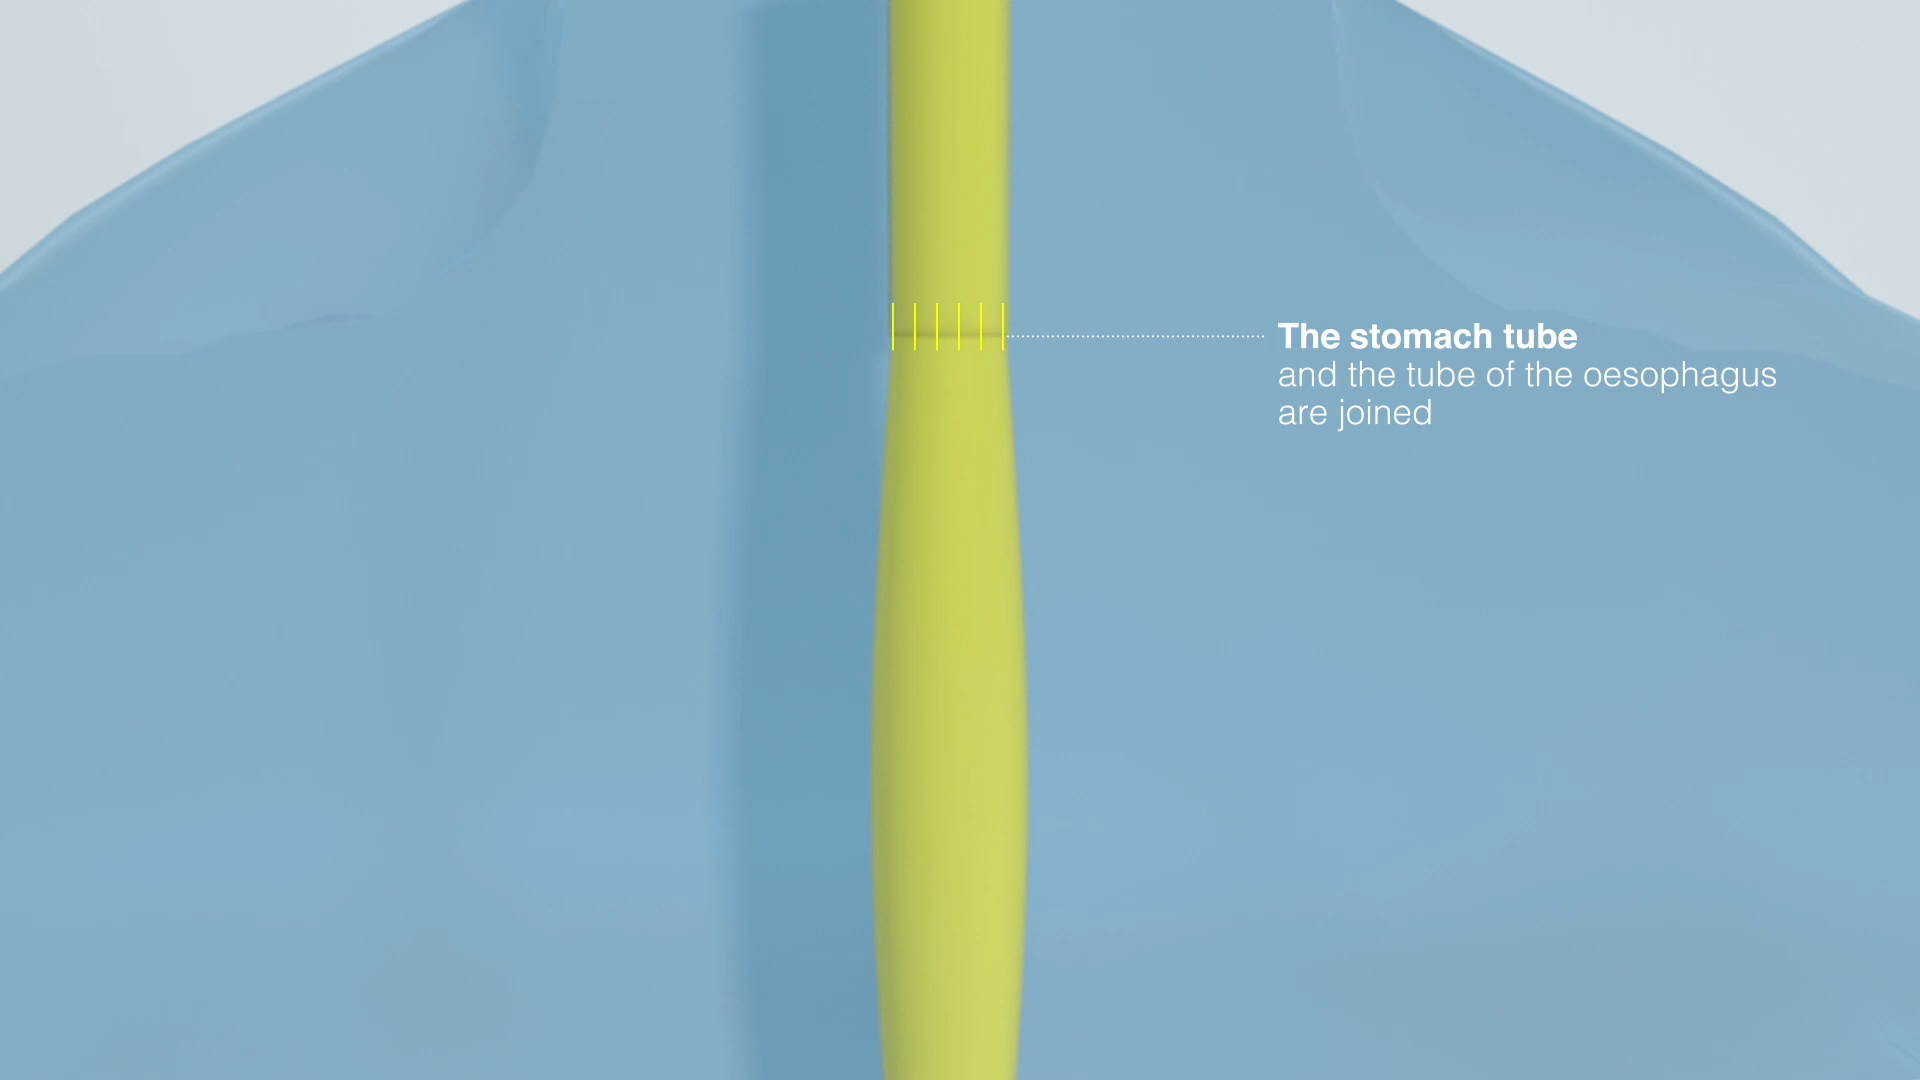 The stomach tube
and the tube of the oesophagus
are joined